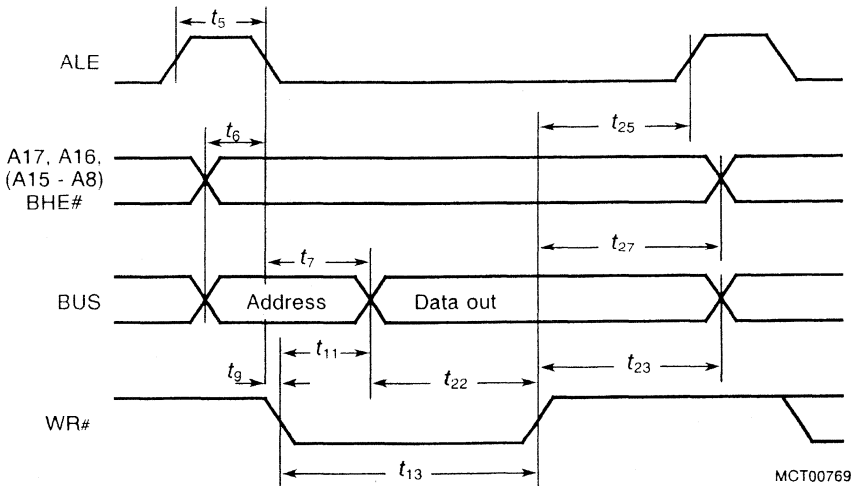 t5
ALE
t6
t25
A17, A16,
(A15 - A8)
BHE#
t7
t27
BUS
Address
Data out
t11
t9
t22
t23
WR#
t13
MCT00769